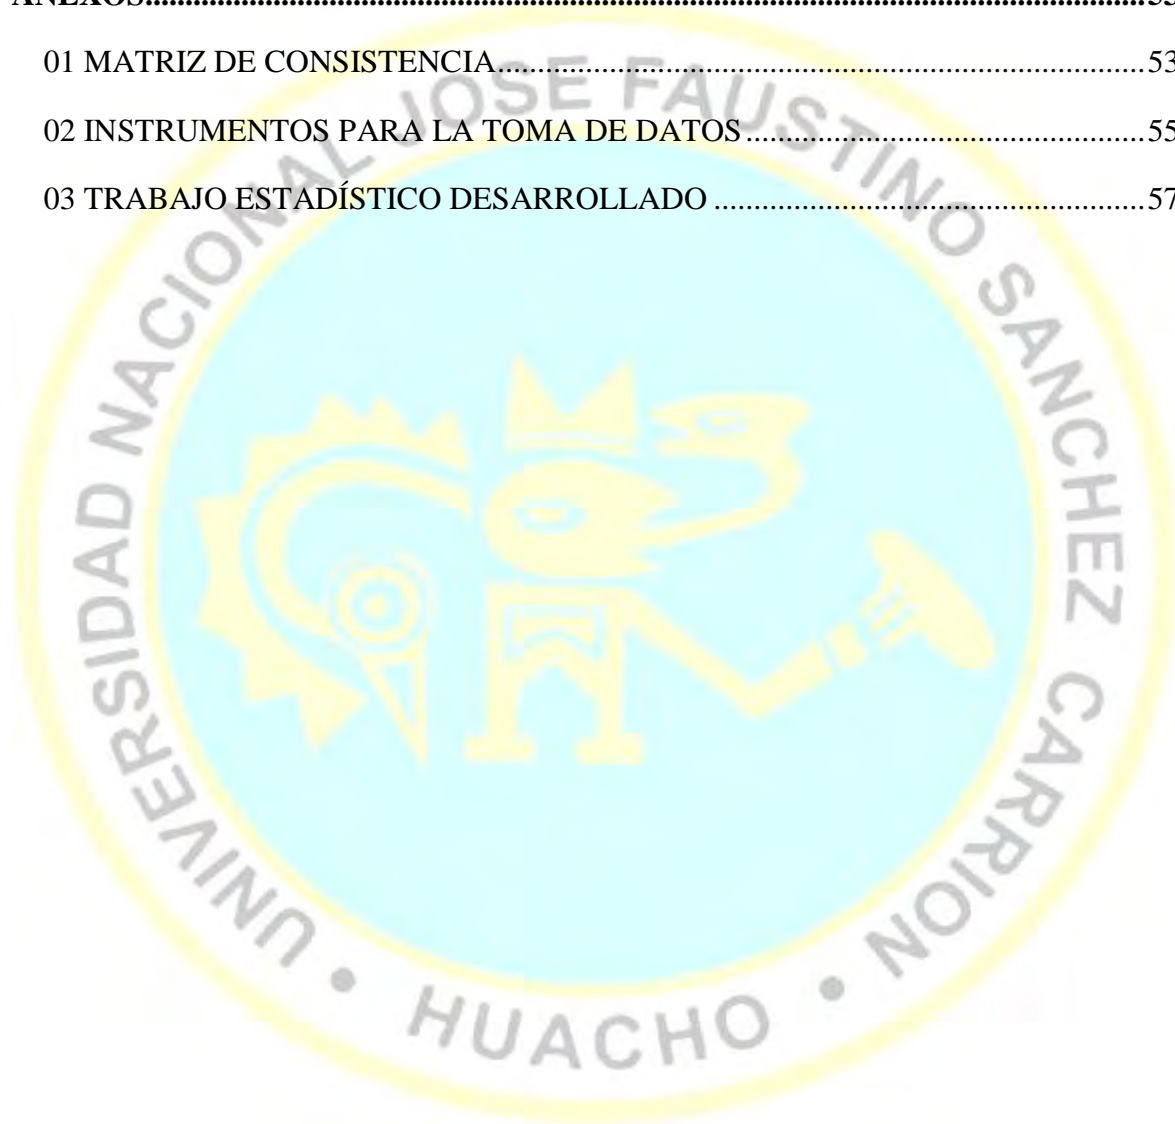 ANEXOS....................................................................................................................................53
01 MATRIZ DE CONSISTENCIA..................................................................................53
02 INSTRUMENTOS PARA LA TOMA DE DATOS..................................................55
03 TRABAJO ESTADÍSTICO DESARROLLADO......................................................57
UNIVERSIDAD NACIONAL JOSE FAUSTINO SANCHEZ CARRION • HUACHO •